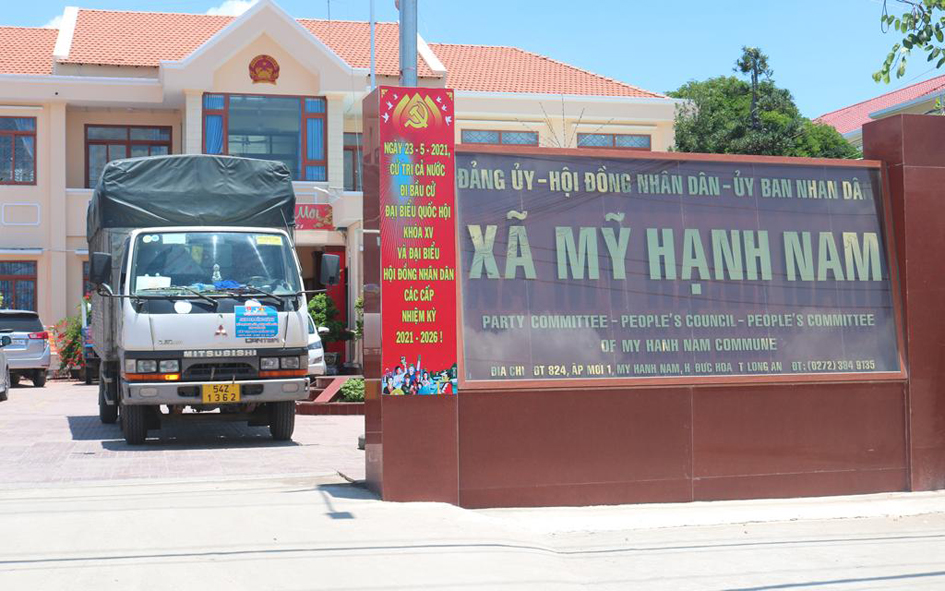 NGÀY 23-5-2021,
CỬ TRI CẢ NƯỚC
ĐI BẦU CỬ
ĐẠI BIỂU QUỐC HỘI
KHÓA XV
VÀ ĐẠI BIỂU
HỘI ĐỒNG NHÂN DÂN
CÁC CẤP
NHIỆM KỲ
2021-2026!
ĐẢNG ỦY-HỘI ĐỒNG NHÂN DÂN-ỦY BAN NHAN DÂ
XÃ MỸ HẠNH NAM
PARTY COMMITTEE-PEOPLE'S COUNCIL-PEOPLE'S COMMITTEE
OF MY HANH NAM COMMUNE
ĐỊA CHỈ ĐT 824, ẤP MỚI 1, MỸ HẠNH NAM, H ĐỨC HÒA T LONG AN ĐT: (0272) 384 9135
MITSUBISHI
CANTER
54Z
1362
Mới